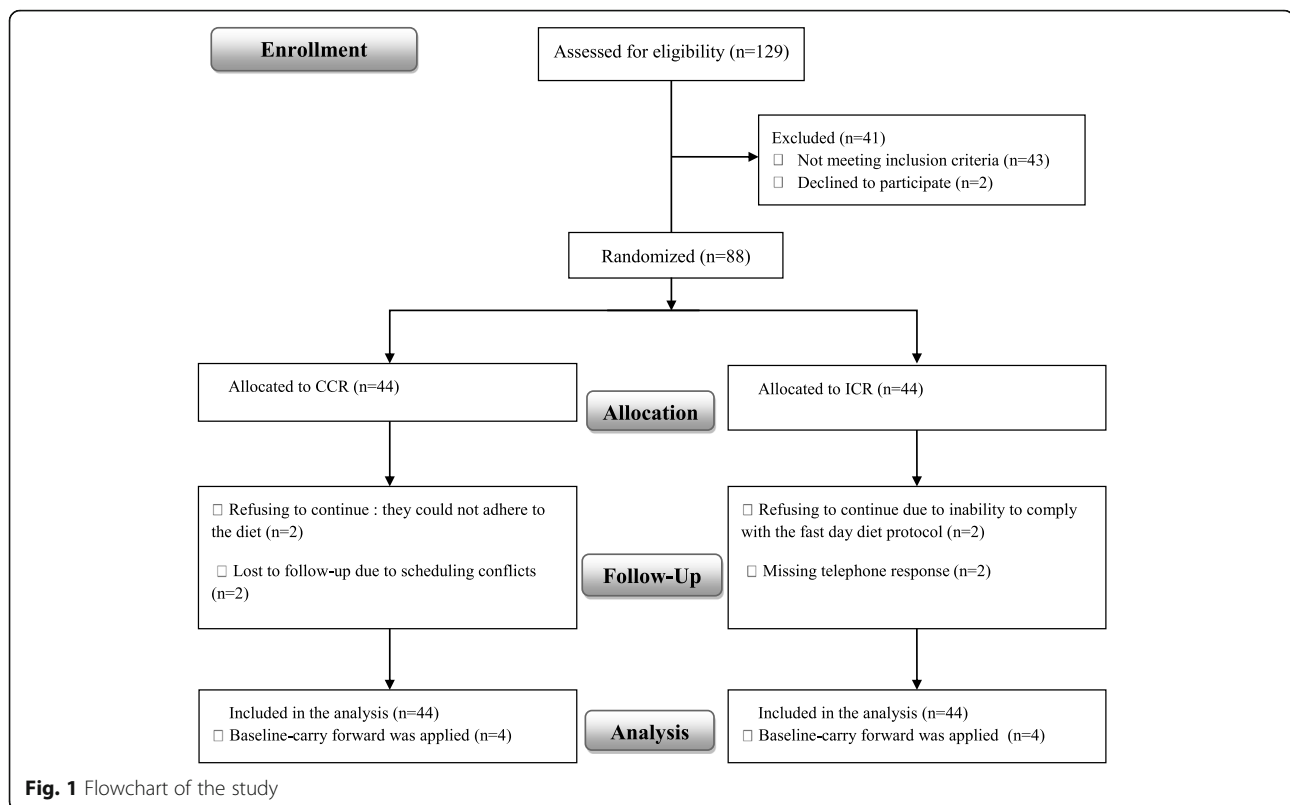 Enrollment
Assessed for eligibility (n=129)
Excluded (n=41)
□ Not meeting inclusion criteria (n=43)
□ Declined to participate (n=2)
Randomized (n=88)
Allocated to CCR (n=44)
Allocation
Allocated to ICR (n=44)
□ Refusing to continue : they could not adhere to
the diet (n=2)
□ Lost to follow-up due to scheduling conflicts
(n=2)
Follow-Up
□ Refusing to continue due to inability to comply
with the fast day diet protocol (n=2)
□ Missing telephone response (n=2)
Included in the analysis (n=44)
□ Baseline-carry forward was applied (n=4)
Analysis
Included in the analysis (n=44)
□ Baseline-carry forward was applied (n=4)
Fig. 1 Flowchart of the study